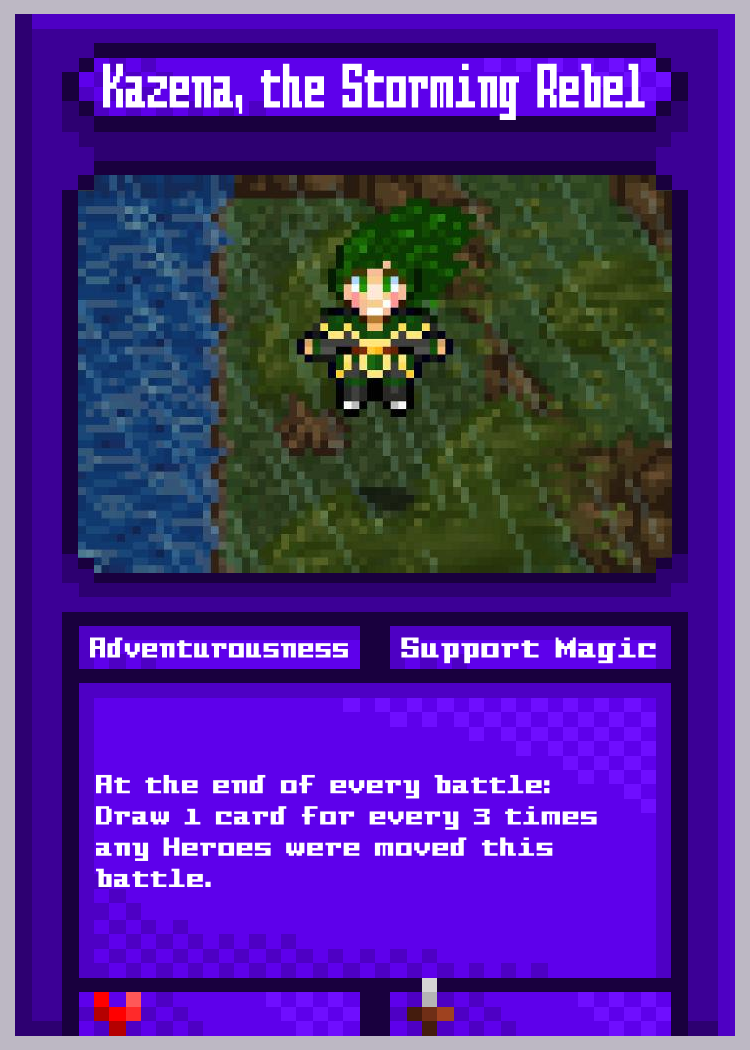 Kazena, the Storming Rebel
Adventurousness
Support Magic
At the end of every battle:
Draw 1 card for every 3 times
any Heroes were moved this
battle.